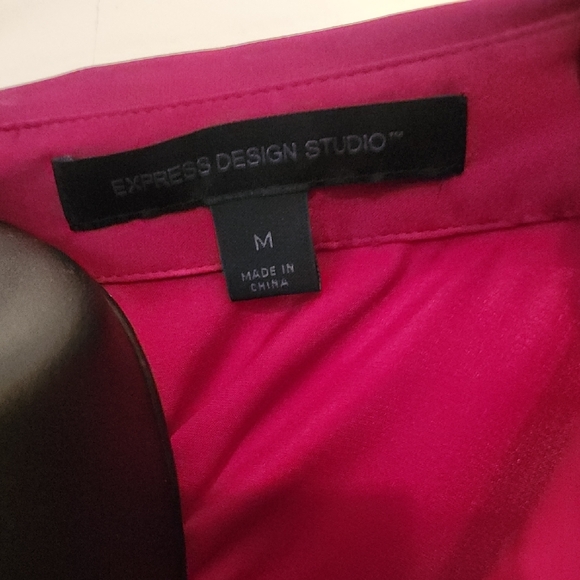 EXPRESS DESIGN STUDIO™
M
MADE IN
CHINA